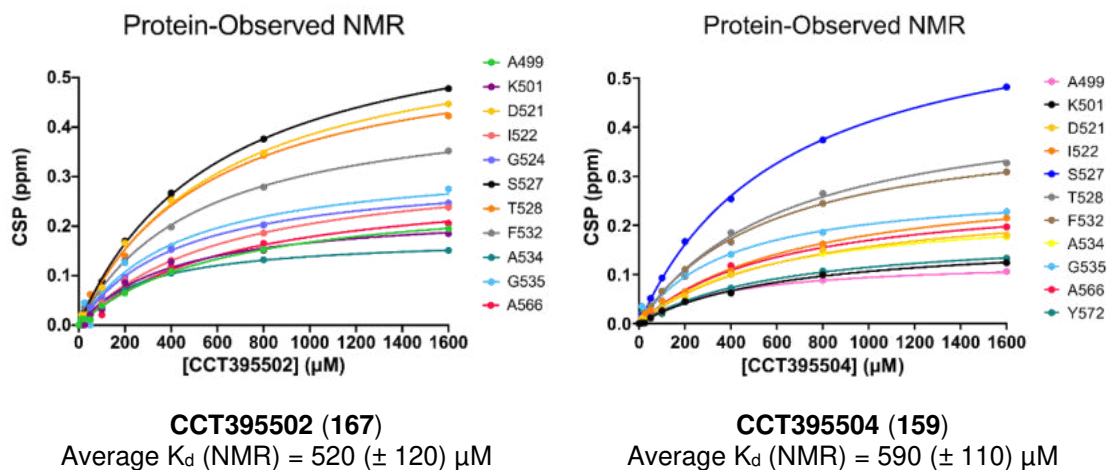 Protein-Observed NMR
CSP (ppm)
0.5
0.4
0.3
0.2
0.1
0.0
0 200 400 600 800 1000 1200 1400 1600
[CCT395502] (µM)
A499
K501
D521
I522
G524
S527
T528
F532
A534
G535
A566
CCT395502 (167)
Average Kd (NMR) = 520 (± 120) µM
Protein-Observed NMR
CSP (ppm)
0.5
0.4
0.3
0.2
0.1
0.0
0 200 400 600 800 1000 1200 1400 1600
[CCT395504] (µM)
A499
K501
D521
I522
S527
T528
F532
A534
G535
A566
Y572
CCT395504 (159)
Average Kd (NMR) = 590 (± 110) µM